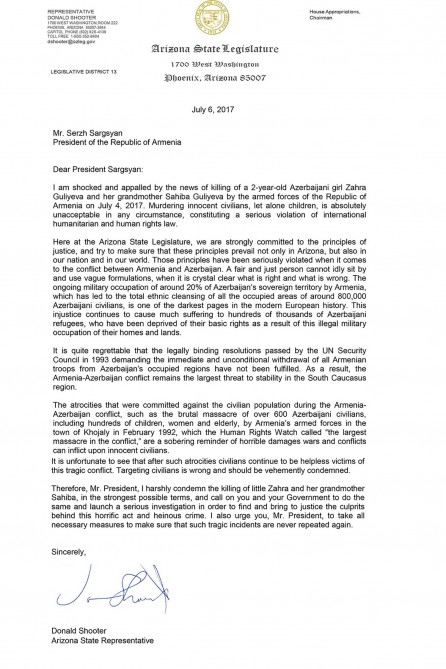 REPRESENTATIVE
DONALD SHOOTER
1700 WEST WASHINGTON, ROOM 222
PHOENIX, ARIZONA 85007-2844
CAPITOL PHONE (602) 926-4139
TOLL FREE 1-800-352-8404
dshooter@azleg.gov
LEGISLATIVE DISTRICT 13
House Appropriations,
Chairman
Arizona State Legislature
1700 West Washington
Phoenix, Arizona 85007
July 6, 2017
Mr. Serzh Sargsyan
President of the Republic of Armenia
Dear President Sargsyan:
I am shocked and appalled by the news of killing of a 2-year-old Azerbaijani girl Zahra
Guliyeva and her grandmother Sahiba Guliyeva by the armed forces of the Republic of
Armenia on July 4, 2017. Murdering innocent civilians, let alone children, is absolutely
unacceptable in any circumstance, constituting a serious violation of international
humanitarian and human rights law.
Here at the Arizona State Legislature, we are strongly committed to the principles of
justice, and try to make sure that these principles prevail not only in Arizona, but also in
our nation and in our world. Those principles have been seriously violated when it comes
to the conflict between Armenia and Azerbaijan. A fair and just person cannot idly sit by
and use vague formulations, when it is crystal clear what is right and what is wrong. The
ongoing military occupation of around 20% of Azerbaijan's sovereign territory by Armenia,
which has led to the total ethnic cleansing of all the occupied areas of around 800,000
Azerbaijani civilians, is one of the darkest pages in the modern European history. This
injustice continues to cause much suffering to hundreds of thousands of Azerbaijani
refugees, who have been deprived of their basic rights as a result of this illegal military
occupation of their homes and lands.
It is quite regrettable that the legally binding resolutions passed by the UN Security
Council in 1993 demanding the immediate and unconditional withdrawal of all Armenian
troops from Azerbaijan's occupied regions have not been fulfilled. As a result, the
Armenia-Azerbaijan conflict remains the largest threat to stability in the South Caucasus
region.
The atrocities that were committed against the civilian population during the Armenia-
Azerbaijan conflict, such as the brutal massacre of over 600 Azerbaijani civilians,
including hundreds of children, women and elderly, by Armenia's armed forces in the
town of Khojaly in February 1992, which the Human Rights Watch called "the largest
massacre in the conflict," are a sobering reminder of horrible damages wars and conflicts
can inflict upon innocent civilians.
It is unfortunate to see that after such atrocities civilians continue to be helpless victims of
this tragic conflict. Targeting civilians is wrong and should be vehemently condemned.
Therefore, Mr. President, I harshly condemn the killing of little Zahra and her grandmother
Sahiba, in the strongest possible terms, and call on you and your Government to do the
same and launch a serious investigation in order to find and bring to justice the culprits
behind this horrific act and heinous crime. I also urge you, Mr. President, to take all
necessary measures to make sure that such tragic incidents are never repeated again.
Sincerely,
Donald Shooter
Arizona State Representative